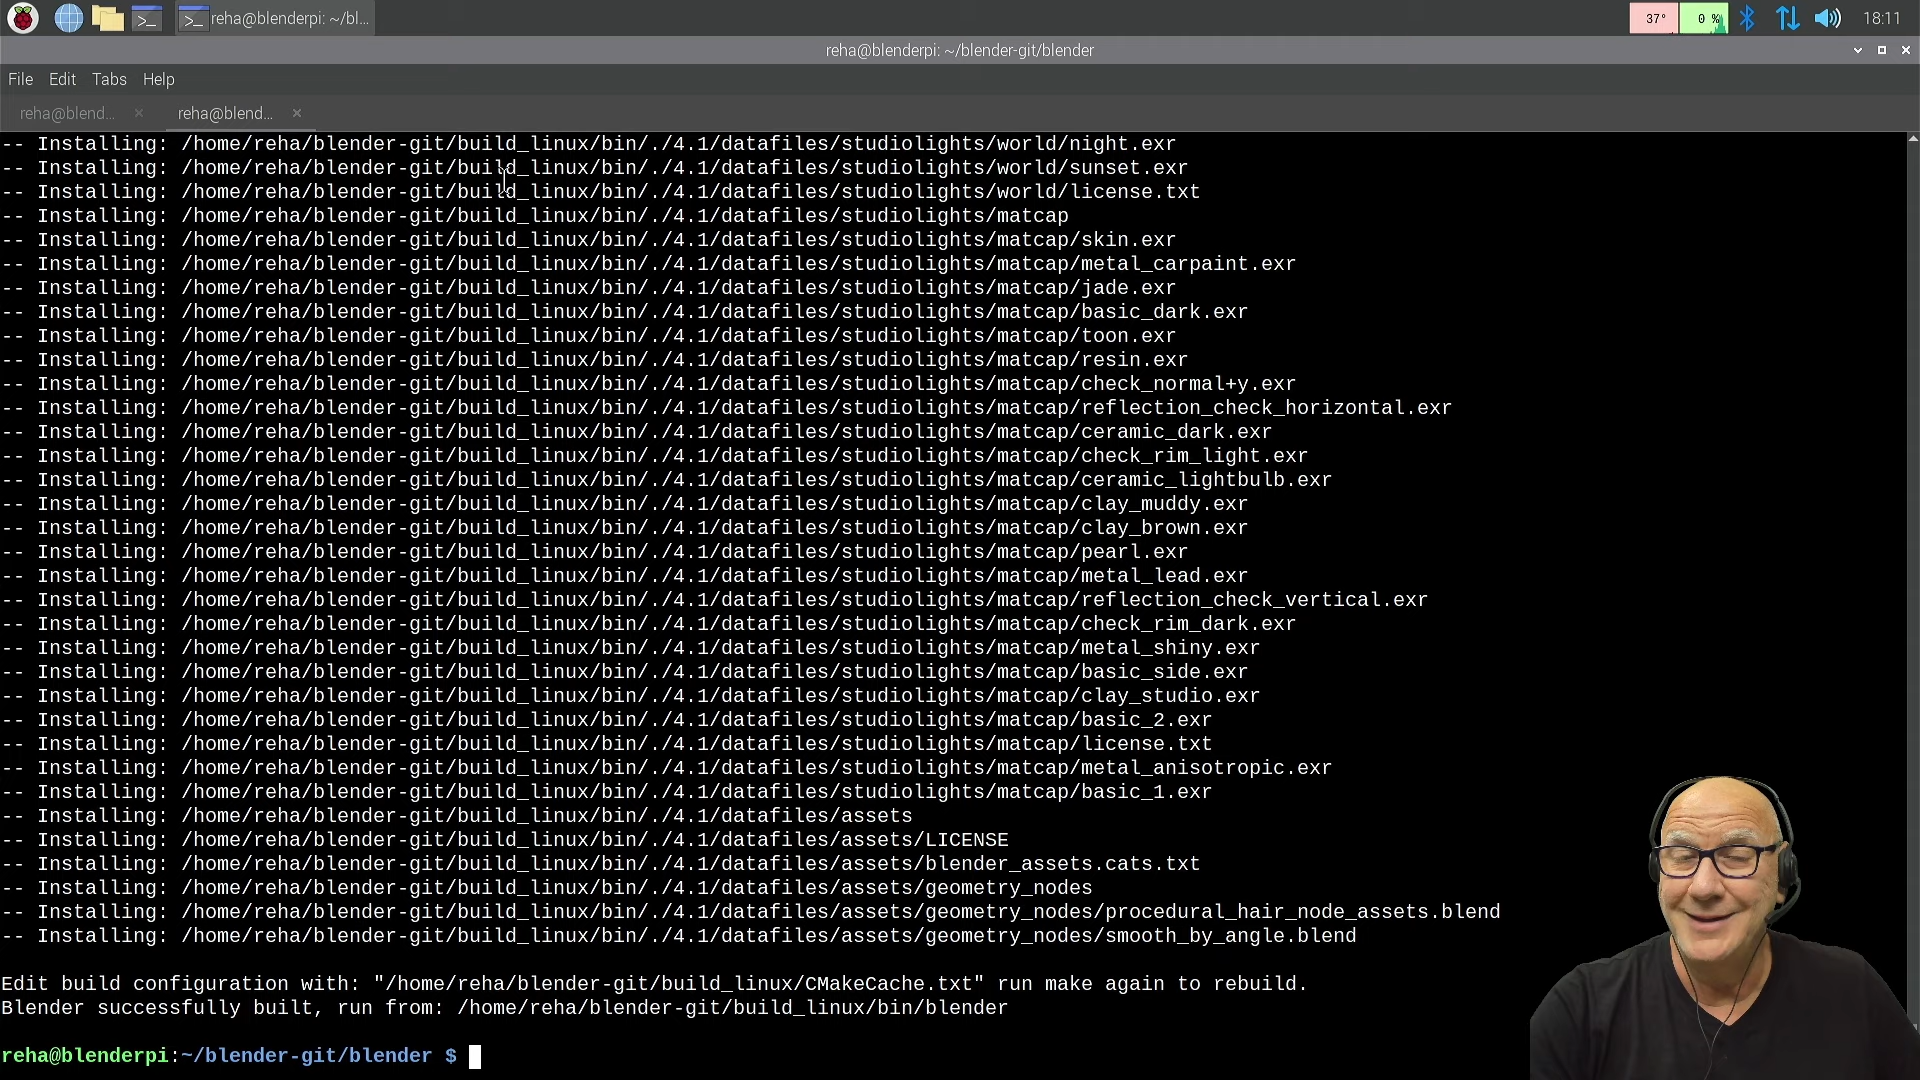 reha@blenderpi: ~/bl...
37°
0 %
18:11
reha@blenderpi: ~/blender-git/blender
File Edit Tabs Help
reha@blend... × reha@blend... ×
-- Installing: /home/reha/blender-git/build_linux/bin/./4.1/datafiles/studiolights/world/night.exr
-- Installing: /home/reha/blender-git/build_linux/bin/./4.1/datafiles/studiolights/world/sunset.exr
-- Installing: /home/reha/blender-git/build_linux/bin/./4.1/datafiles/studiolights/world/license.txt
-- Installing: /home/reha/blender-git/build_linux/bin/./4.1/datafiles/studiolights/matcap
-- Installing: /home/reha/blender-git/build_linux/bin/./4.1/datafiles/studiolights/matcap/skin.exr
-- Installing: /home/reha/blender-git/build_linux/bin/./4.1/datafiles/studiolights/matcap/metal_carpaint.exr
-- Installing: /home/reha/blender-git/build_linux/bin/./4.1/datafiles/studiolights/matcap/jade.exr
-- Installing: /home/reha/blender-git/build_linux/bin/./4.1/datafiles/studiolights/matcap/basic_dark.exr
-- Installing: /home/reha/blender-git/build_linux/bin/./4.1/datafiles/studiolights/matcap/toon.exr
-- Installing: /home/reha/blender-git/build_linux/bin/./4.1/datafiles/studiolights/matcap/resin.exr
-- Installing: /home/reha/blender-git/build_linux/bin/./4.1/datafiles/studiolights/matcap/check_normal+y.exr
-- Installing: /home/reha/blender-git/build_linux/bin/./4.1/datafiles/studiolights/matcap/reflection_check_horizontal.exr
-- Installing: /home/reha/blender-git/build_linux/bin/./4.1/datafiles/studiolights/matcap/ceramic_dark.exr
-- Installing: /home/reha/blender-git/build_linux/bin/./4.1/datafiles/studiolights/matcap/check_rim_light.exr
-- Installing: /home/reha/blender-git/build_linux/bin/./4.1/datafiles/studiolights/matcap/ceramic_lightbulb.exr
-- Installing: /home/reha/blender-git/build_linux/bin/./4.1/datafiles/studiolights/matcap/clay_muddy.exr
-- Installing: /home/reha/blender-git/build_linux/bin/./4.1/datafiles/studiolights/matcap/clay_brown.exr
-- Installing: /home/reha/blender-git/build_linux/bin/./4.1/datafiles/studiolights/matcap/pearl.exr
-- Installing: /home/reha/blender-git/build_linux/bin/./4.1/datafiles/studiolights/matcap/metal_lead.exr
-- Installing: /home/reha/blender-git/build_linux/bin/./4.1/datafiles/studiolights/matcap/reflection_check_vertical.exr
-- Installing: /home/reha/blender-git/build_linux/bin/./4.1/datafiles/studiolights/matcap/check_rim_dark.exr
-- Installing: /home/reha/blender-git/build_linux/bin/./4.1/datafiles/studiolights/matcap/metal_shiny.exr
-- Installing: /home/reha/blender-git/build_linux/bin/./4.1/datafiles/studiolights/matcap/basic_side.exr
-- Installing: /home/reha/blender-git/build_linux/bin/./4.1/datafiles/studiolights/matcap/clay_studio.exr
-- Installing: /home/reha/blender-git/build_linux/bin/./4.1/datafiles/studiolights/matcap/basic_2.exr
-- Installing: /home/reha/blender-git/build_linux/bin/./4.1/datafiles/studiolights/matcap/license.txt
-- Installing: /home/reha/blender-git/build_linux/bin/./4.1/datafiles/studiolights/matcap/metal_anisotropic.exr
-- Installing: /home/reha/blender-git/build_linux/bin/./4.1/datafiles/studiolights/matcap/basic_1.exr
-- Installing: /home/reha/blender-git/build_linux/bin/./4.1/datafiles/assets
-- Installing: /home/reha/blender-git/build_linux/bin/./4.1/datafiles/assets/LICENSE
-- Installing: /home/reha/blender-git/build_linux/bin/./4.1/datafiles/assets/blender_assets.cats.txt
-- Installing: /home/reha/blender-git/build_linux/bin/./4.1/datafiles/assets/geometry_nodes
-- Installing: /home/reha/blender-git/build_linux/bin/./4.1/datafiles/assets/geometry_nodes/procedural_hair_node_assets.blend
-- Installing: /home/reha/blender-git/build_linux/bin/./4.1/datafiles/assets/geometry_nodes/smooth_by_angle.blend
Edit build configuration with: "/home/reha/blender-git/build_linux/CMakeCache.txt" run make again to rebuild.
Blender successfully built, run from: /home/reha/blender-git/build_linux/bin/blender
reha@blenderpi:~/blender-git/blender $